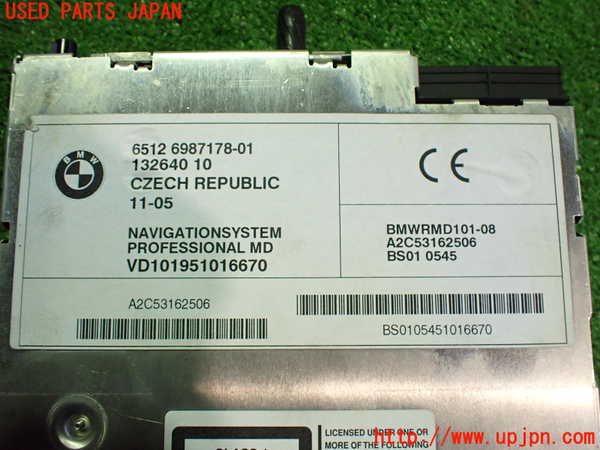 USED PARTS JAPAN
BMW
6512 6987178-01
132640 10
CZECH REPUBLIC
11-05
NAVIGATIONSYSTEM
PROFESSIONAL MD
VD101951016670
CE
BMWRMD101-08
A2C53162506
BS01 0545
A2C53162506
BS0105451016670
LICENSED UNDER ONE OR
MORE OF THE FOLLOWING
http://www.upjpn.com/